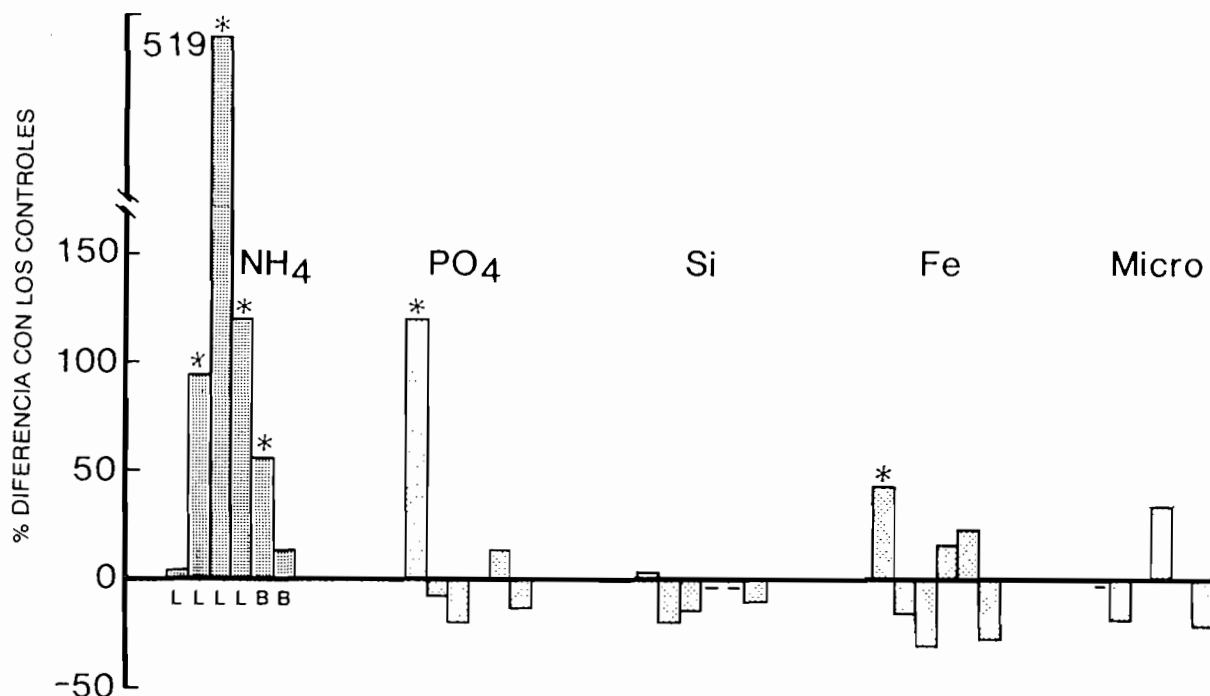 % DIFERENCIA CON LOS CONTROLES
519
*
*
*
*
*
*
150
100
50
0
-50
NH4
PO4
Si
Fe
Micro
L L L L B B